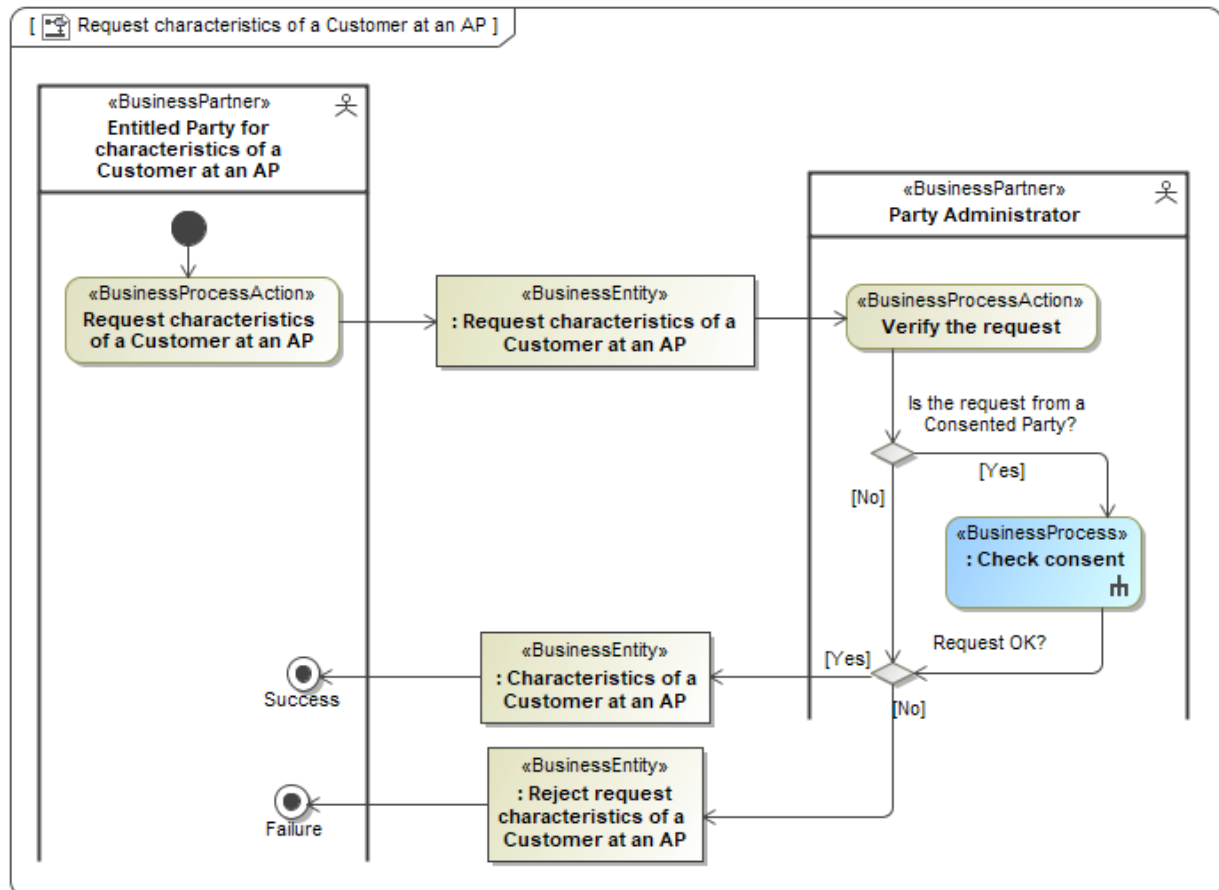 [ Request characteristics of a Customer at an AP ]
«BusinessPartner»
Entitled Party for
characteristics of a
Customer at an AP
«BusinessPartner»
Party Administrator
«BusinessProcessAction»
Request characteristics
of a Customer at an AP
«BusinessEntity»
: Request characteristics of a
Customer at an AP
«BusinessProcessAction»
Verify the request
Is the request from a
Consented Party?
[Yes]
[No]
«BusinessProcess»
: Check consent
Request OK?
[Yes]
[No]
«BusinessEntity»
: Characteristics of a
Customer at an AP
Success
«BusinessEntity»
: Reject request
characteristics of a
Customer at an AP
Failure